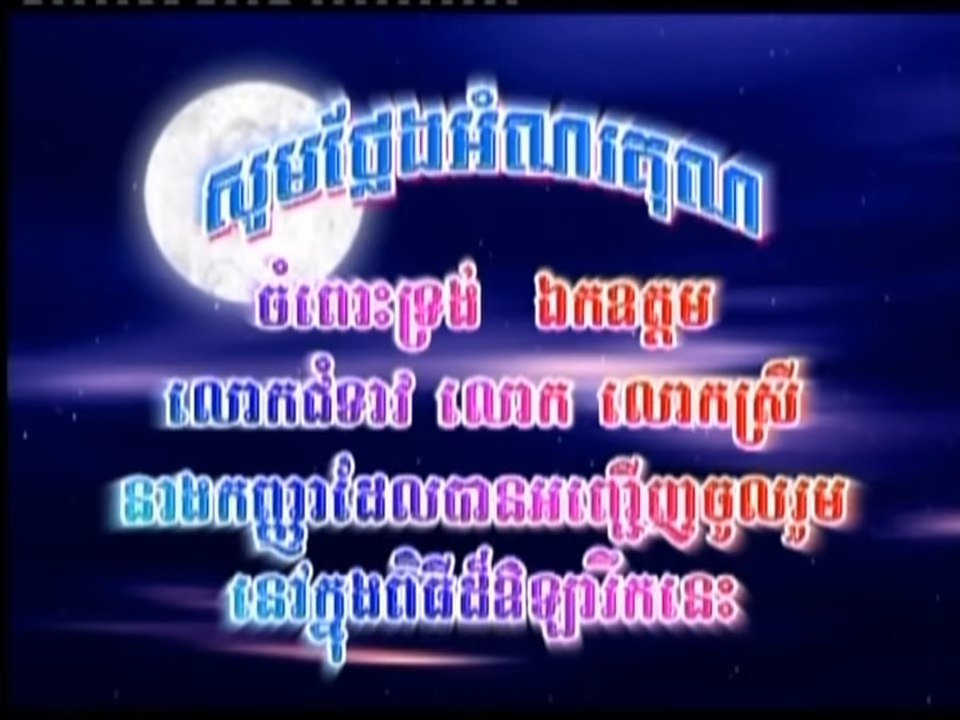 សូមថ្លែងអំណរគុណ
ចំពោះទ្រង់ ឯកឧត្តម
លោកជំទាវ លោក លោកស្រី
នាងកញ្ញាដែលបានអញ្ជើញចូលរួម
នៅក្នុងពិធីដ៏ឱឡារឹកនេះ